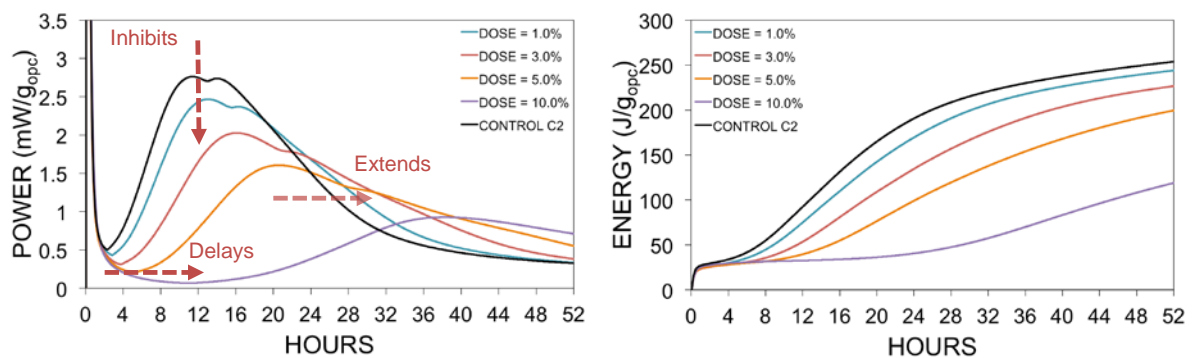 3.5
3
2.5
2
1.5
1
0.5
0
POWER (mW/gopc)
Inhibits
Extends
Delays
DOSE = 1.0%
DOSE = 3.0%
DOSE = 5.0%
DOSE = 10.0%
CONTROL C2
0 4 8 12 16 20 24 28 32 36 40 44 48 52
HOURS
300
250
200
150
100
50
0
ENERGY (J/gopc)
DOSE = 1.0%
DOSE = 3.0%
DOSE = 5.0%
DOSE = 10.0%
CONTROL C2
0 4 8 12 16 20 24 28 32 36 40 44 48 52
HOURS